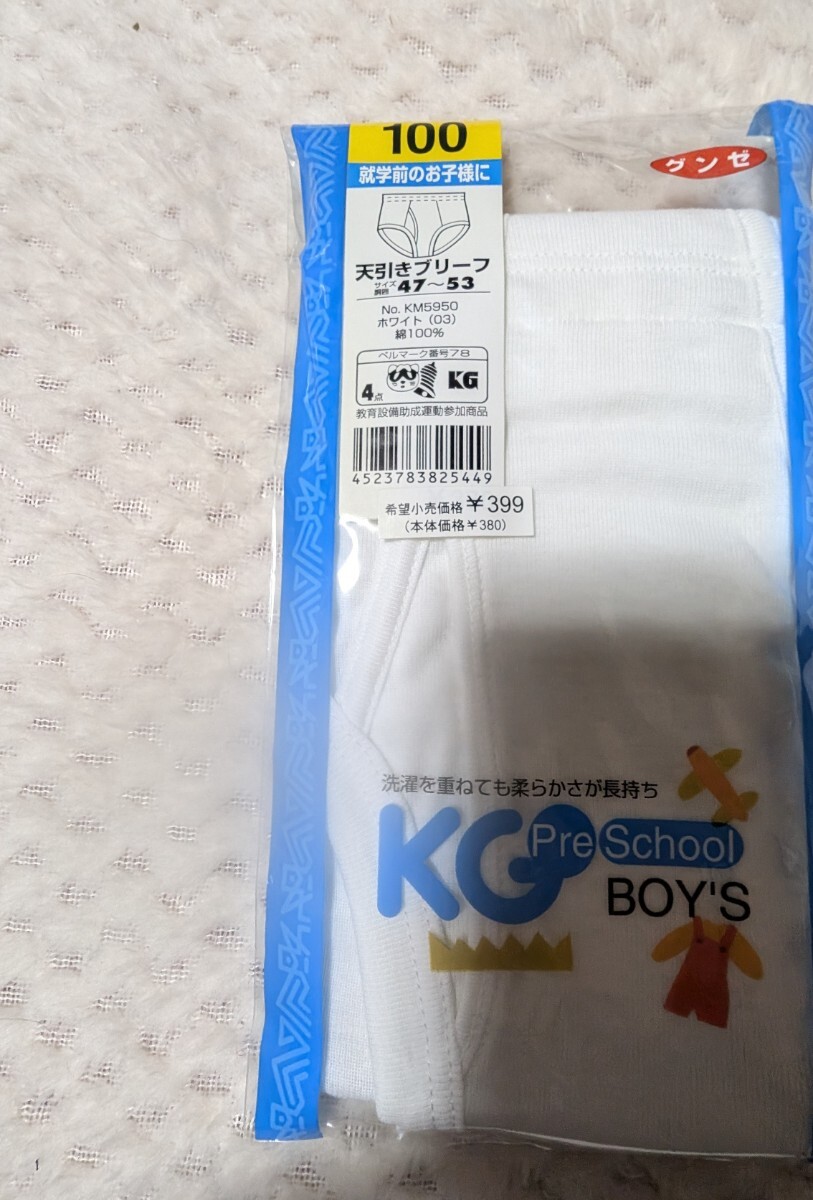 100
グンゼ
就学前のお子様に
天引きブリーフ
サイズ
胴囲 47～53
No. KM5950
ホワイト（03）
綿100%
ベルマーク番号78
4点 KG
教育設備助成運動参加商品
4523783825449
希望小売価格¥399
（本体価格¥380）
洗濯を重ねても柔らかさが長持ち
KG Pre School
BOY'S